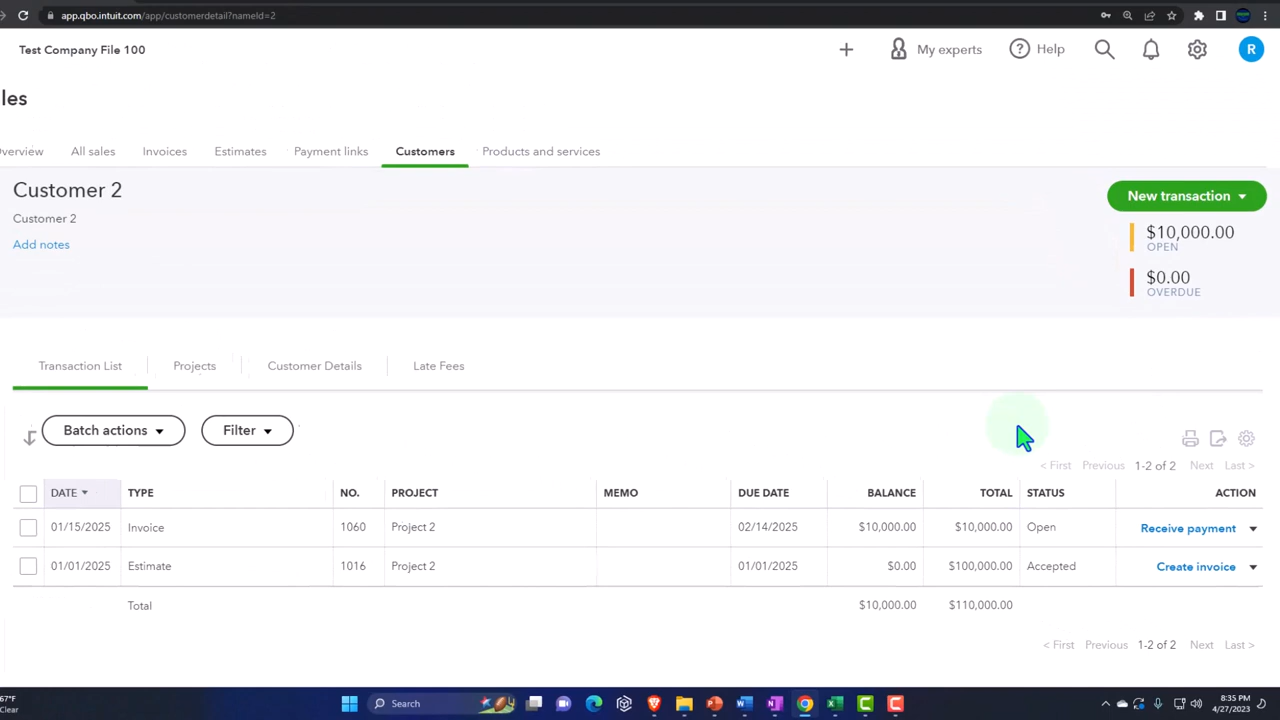 app.qbo.intuit.com/app/customerdetail?nameId=2
Test Company File 100
My experts
Help
R
les
verview
All sales
Invoices
Estimates
Payment links
Customers
Products and services
Customer 2
New transaction
Customer 2
$10,000.00
OPEN
Add notes
$0.00
OVERDUE
Transaction List
Projects
Customer Details
Late Fees
Batch actions
Filter
< First Previous 1-2 of 2 Next Last >
DATE TYPE NO. PROJECT MEMO DUE DATE BALANCE TOTAL STATUS ACTION
01/15/2025 Invoice 1060 Project 2 02/14/2025 $10,000.00 $10,000.00 Open Receive payment
01/01/2025 Estimate 1016 Project 2 01/01/2025 $0.00 $100,000.00 Accepted Create invoice
Total $10,000.00 $110,000.00
< First Previous 1-2 of 2 Next Last >
67°F
Clear
Search
8:35 PM
4/27/2023